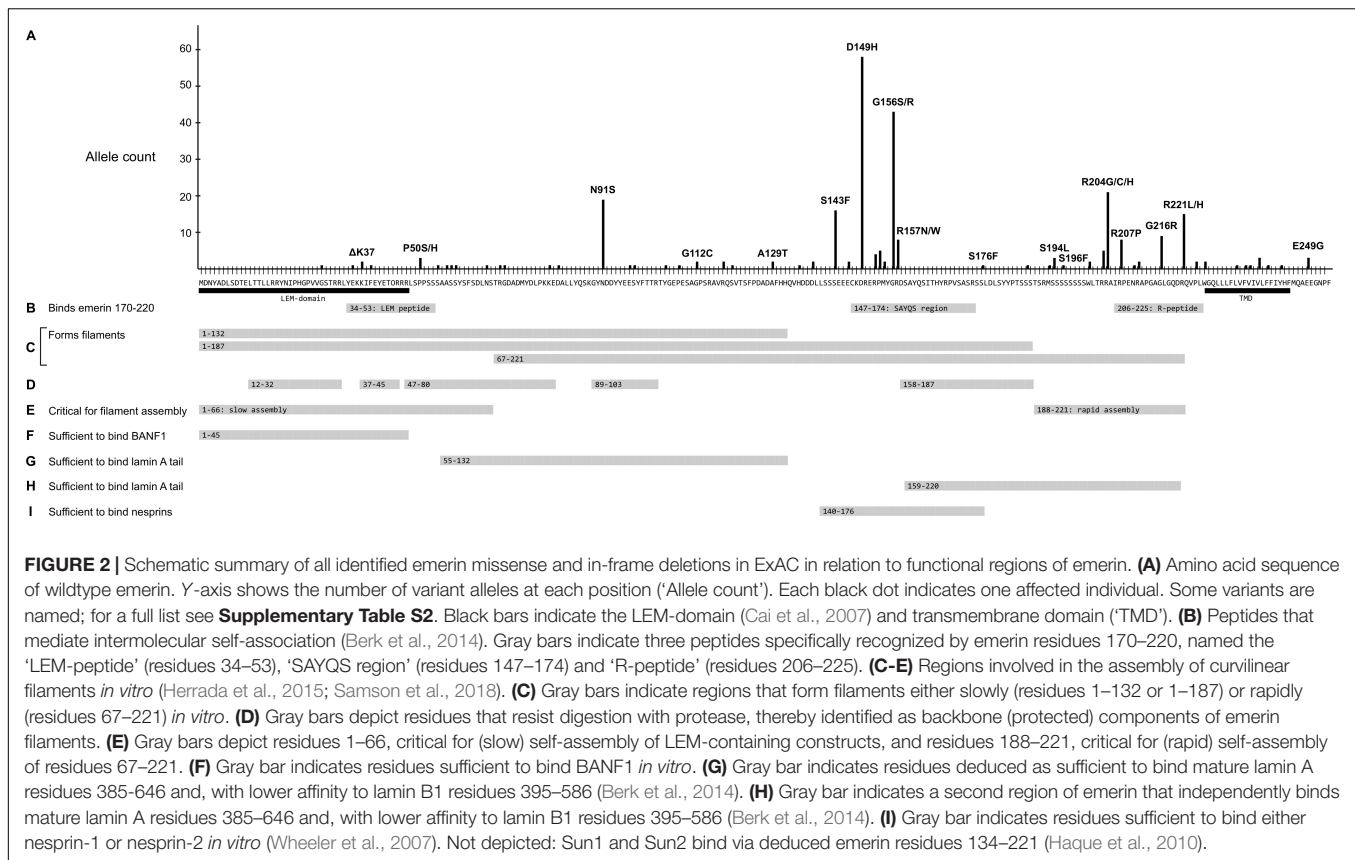 A
60
50
40
30
20
10
Allele count
D149H
G156S/R
N91S
S143F
R204G/C/H
R221L/H
ΔK37
P50S/H
G112C
A129T
R157N/W
S176F
S194L
S196F
R207P
G216R
E249G
LEM-domain
TMD
B Binds emerin 170-220
34-53: LEM peptide
147-174: SAYQS region
206-225: R-peptide
C Forms filaments
1-132
1-187
67-221
D
12-32
37-45
47-80
89-103
158-187
E Critical for filament assembly
1-66: slow assembly
188-221: rapid assembly
F Sufficient to bind BANF1
1-45
G Sufficient to bind lamin A tail
55-132
H Sufficient to bind lamin A tail
159-220
I Sufficient to bind nesprins
140-176
FIGURE 2 | Schematic summary of all identified emerin missense and in-frame deletions in ExAC in relation to functional regions of emerin. (A) Amino acid sequence
of wildtype emerin. Y-axis shows the number of variant alleles at each position ('Allele count'). Each black dot indicates one affected individual. Some variants are
named; for a full list see Supplementary Table S2. Black bars indicate the LEM-domain (Cai et al., 2007) and transmembrane domain ('TMD'). (B) Peptides that
mediate intermolecular self-association (Berk et al., 2014). Gray bars indicate three peptides specifically recognized by emerin residues 170–220, named the
'LEM-peptide' (residues 34–53), 'SAYQS region' (residues 147–174) and 'R-peptide' (residues 206–225). (C-E) Regions involved in the assembly of curvilinear
filaments in vitro (Herrada et al., 2015; Samson et al., 2018). (C) Gray bars indicate regions that form filaments either slowly (residues 1–132 or 1–187) or rapidly
(residues 67–221) in vitro. (D) Gray bars depict residues that resist digestion with protease, thereby identified as backbone (protected) components of emerin
filaments. (E) Gray bars depict residues 1–66, critical for (slow) self-assembly of LEM-containing constructs, and residues 188–221, critical for (rapid) self-assembly
of residues 67–221. (F) Gray bar indicates residues sufficient to bind BANF1 in vitro. (G) Gray bar indicates residues deduced as sufficient to bind mature lamin A
residues 385-646 and, with lower affinity to lamin B1 residues 395–586 (Berk et al., 2014). (H) Gray bar indicates a second region of emerin that independently binds
mature lamin A residues 385–646 and, with lower affinity to lamin B1 residues 395–586 (Berk et al., 2014). (I) Gray bar indicates residues sufficient to bind either
nesprin-1 or nesprin-2 in vitro (Wheeler et al., 2007). Not depicted: Sun1 and Sun2 bind via deduced emerin residues 134–221 (Haque et al., 2010).